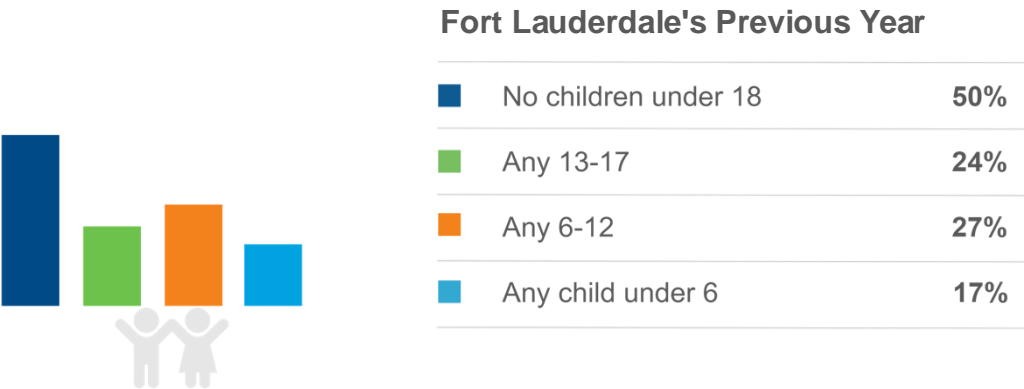 Fort Lauderdale's Previous Year
No children under 18 50%
Any 13-17 24%
Any 6-12 27%
Any child under 6 17%